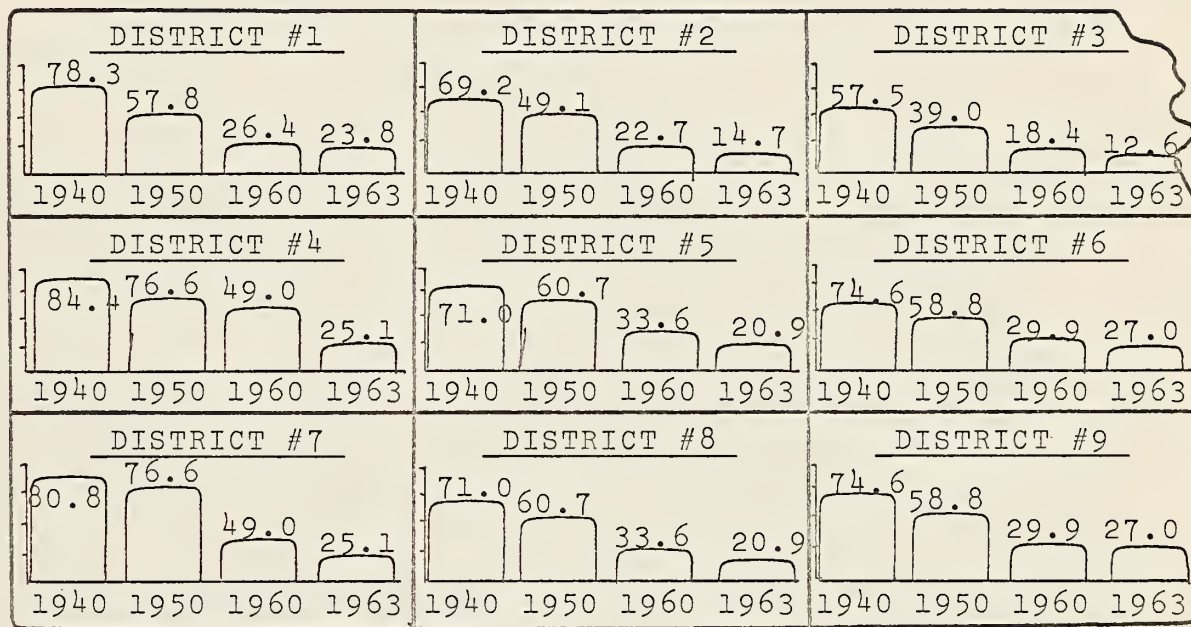 DISTRICT #1
78.3 57.8 26.4 23.8
1940 1950 1960 1963
DISTRICT #2
69.2 49.1 22.7 14.7
1940 1950 1960 1963
DISTRICT #3
57.5 39.0 18.4 12.6
1940 1950 1960 1963
DISTRICT #4
84.4 76.6 49.0 25.1
1940 1950 1960 1963
DISTRICT #5
71.0 60.7 33.6 20.9
1940 1950 1960 1963
DISTRICT #6
74.6 58.8 29.9 27.0
1940 1950 1960 1963
DISTRICT #7
80.8 76.6 49.0 25.1
1940 1950 1960 1963
DISTRICT #8
71.0 60.7 33.6 20.9
1940 1950 1960 1963
DISTRICT #9
74.6 58.8 29.9 27.0
1940 1950 1960 1963